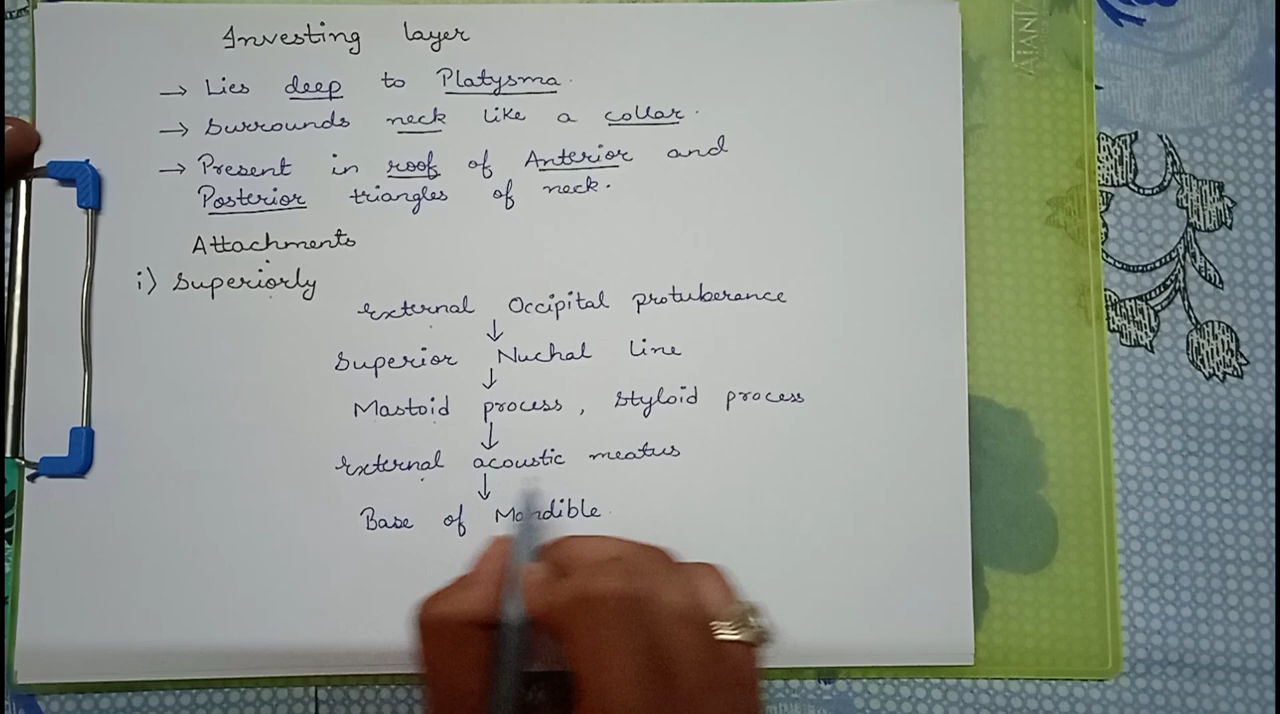 Investing layer
→ Lies deep to Platysma.
→ Surrounds neck like a collar.
→ Present in roof of Anterior and
Posterior triangles of neck.
Attachments
i) Superiorly
External Occipital protuberance
↓
Superior Nuchal Line
↓
Mastoid process, Styloid process
↓
External acoustic meatus
↓
Base of Mandible.